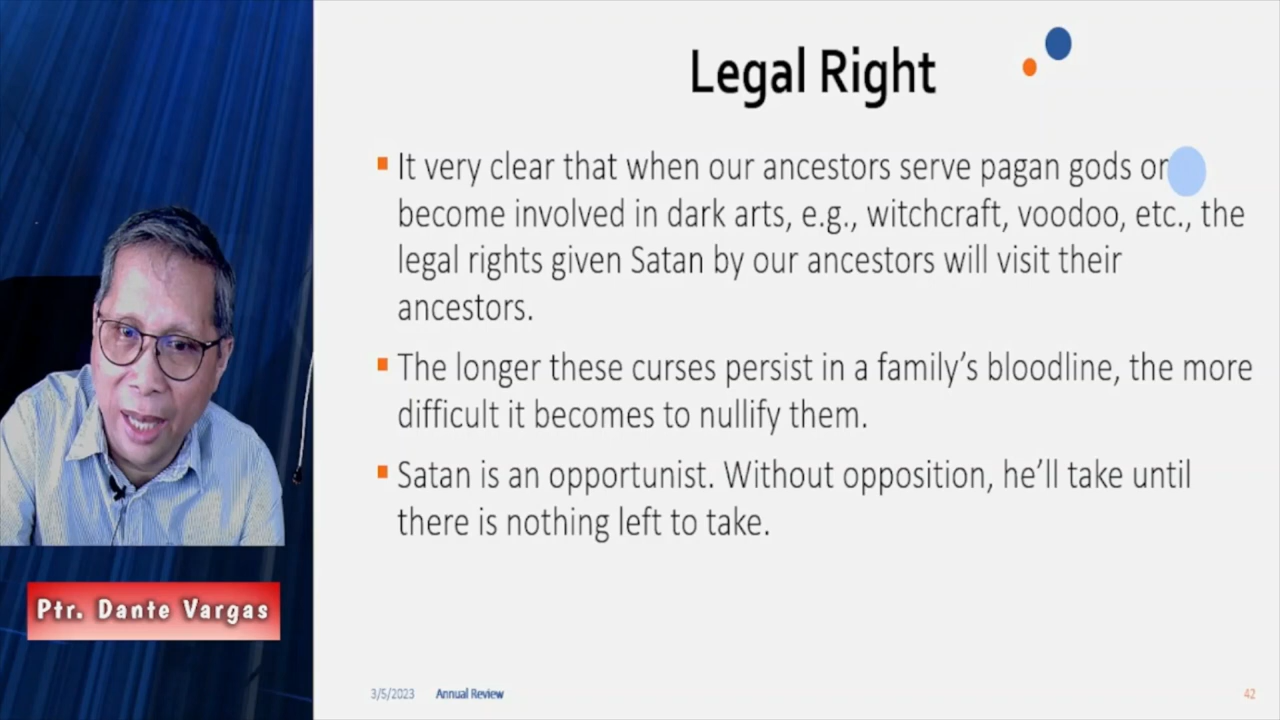 Legal Right
It very clear that when our ancestors serve pagan gods or
become involved in dark arts, e.g., witchcraft, voodoo, etc., the
legal rights given Satan by our ancestors will visit their
ancestors.
The longer these curses persist in a family's bloodline, the more
difficult it becomes to nullify them.
Satan is an opportunist. Without opposition, he'll take until
there is nothing left to take.
Ptr. Dante Vargas
3/5/2023 Annual Review 42